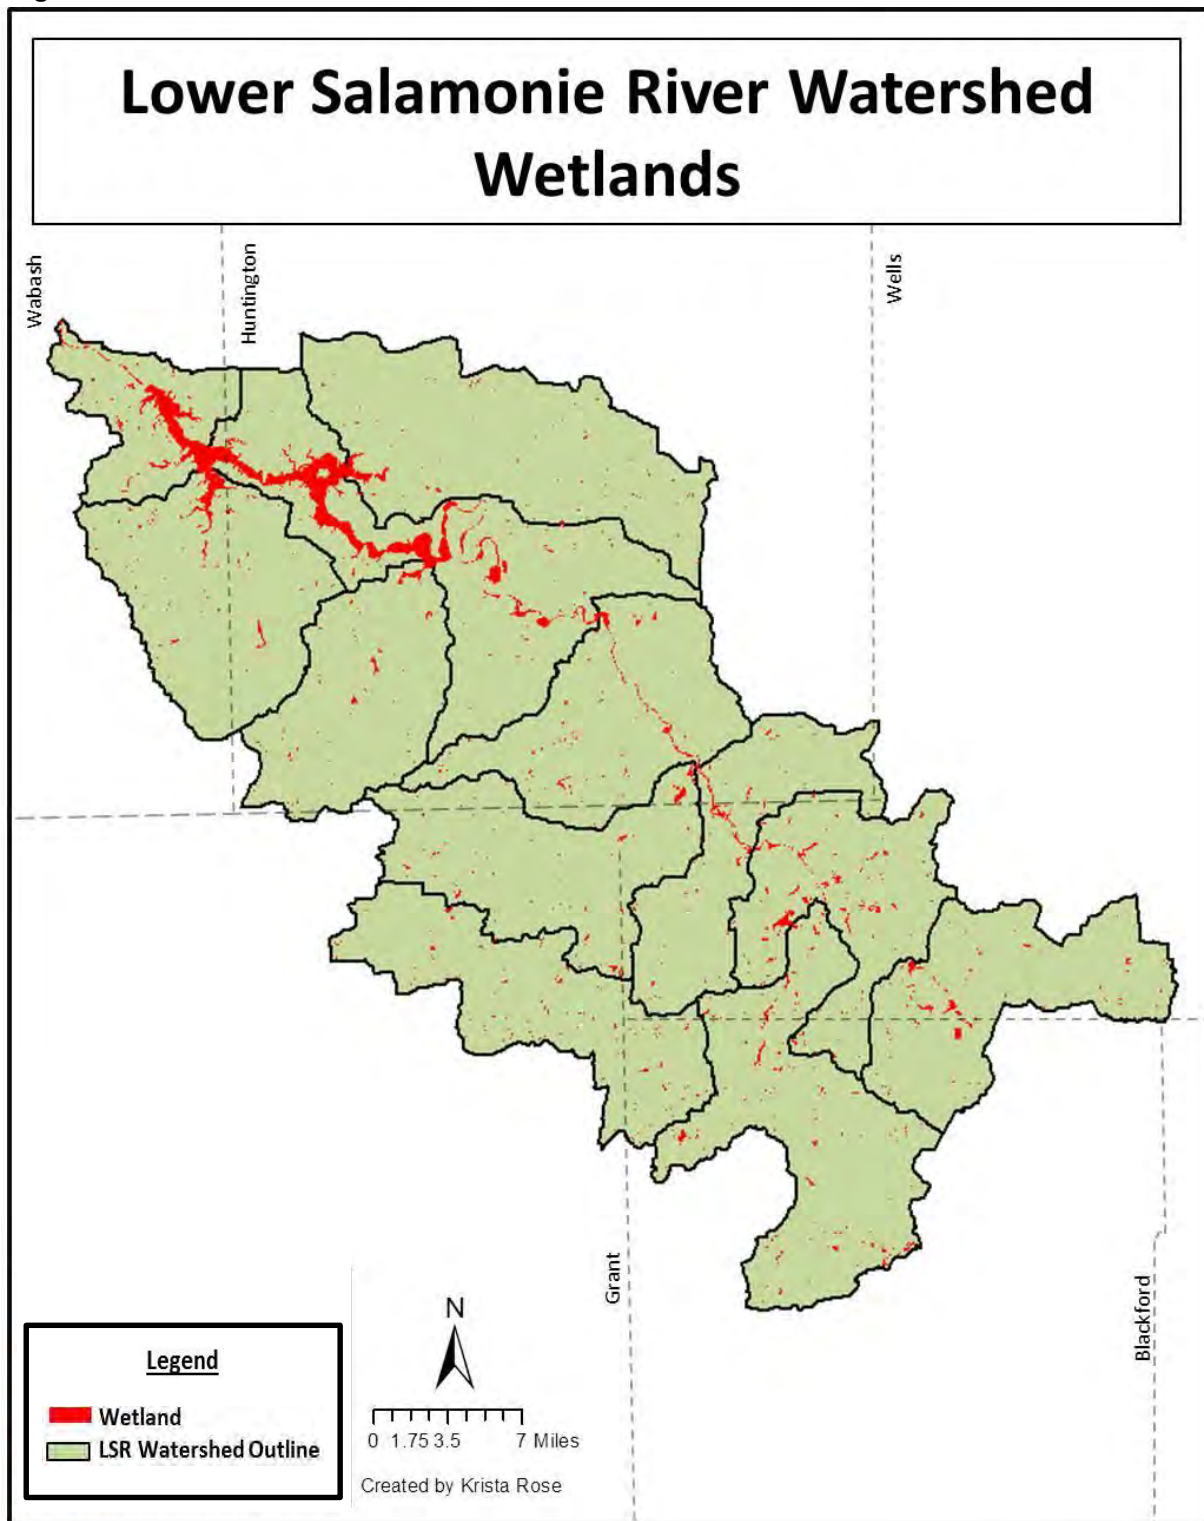 Lower Salamonie River Watershed
Wetlands
Wabash
Huntington
Wells
Grant
Blackford
N
0 1.75 3.5 7 Miles
Created by Krista Rose
Legend
Wetland
LSR Watershed Outline